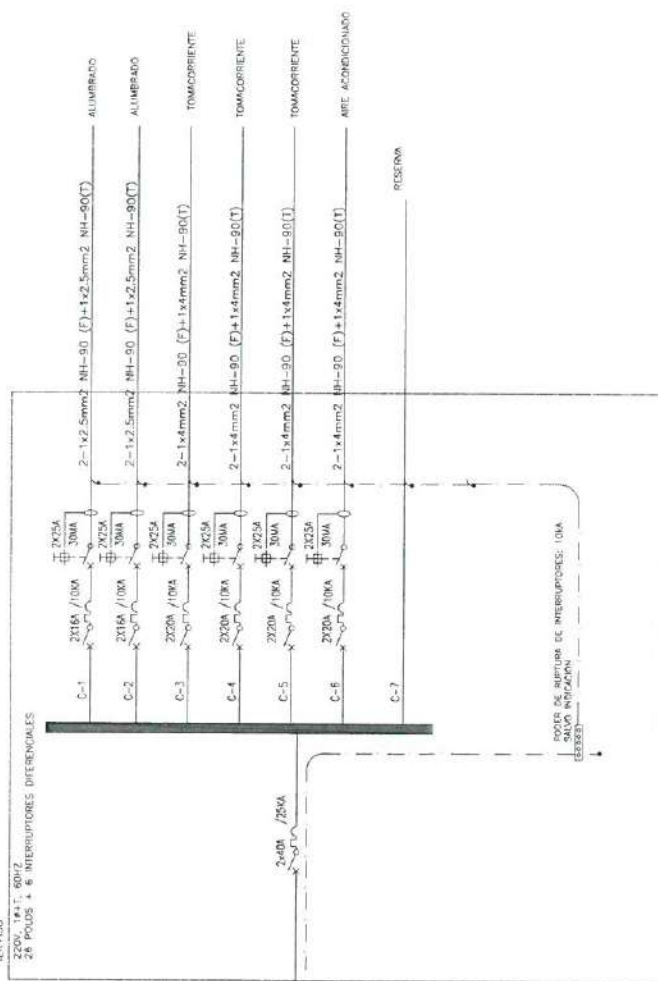 220V, 1Ø+T, 60HZ
28 POLOS + 6 INTERRUPTORES DIFERENCIALES
2x40A /25KA
C-1
2X16A /10KA
2X25A
30MA
2-1x2.5mm2 NH-90 (F)+1x2.5mm2 NH-90(T)
ALUMBRADO
C-2
2X16A /10KA
2X25A
30MA
2-1x2.5mm2 NH-90 (F)+1x2.5mm2 NH-90(T)
ALUMBRADO
C-3
2X20A /10KA
2X25A
30MA
2-1x4mm2 NH-90 (F)+1x4mm2 NH-90(T)
TOMACORRIENTE
C-4
2X20A /10KA
2X25A
30MA
2-1x4mm2 NH-90 (F)+1x4mm2 NH-90(T)
TOMACORRIENTE
C-5
2X20A /10KA
2X25A
30MA
2-1x4mm2 NH-90 (F)+1x4mm2 NH-90(T)
TOMACORRIENTE
C-6
2X20A /10KA
2X25A
30MA
2-1x4mm2 NH-90 (F)+1x4mm2 NH-90(T)
AIRE ACONDICIONADO
C-7
RESERVA
PODER DE RUPTURA DE INTERRUPTORES: 10KA
SALVO INDICACION